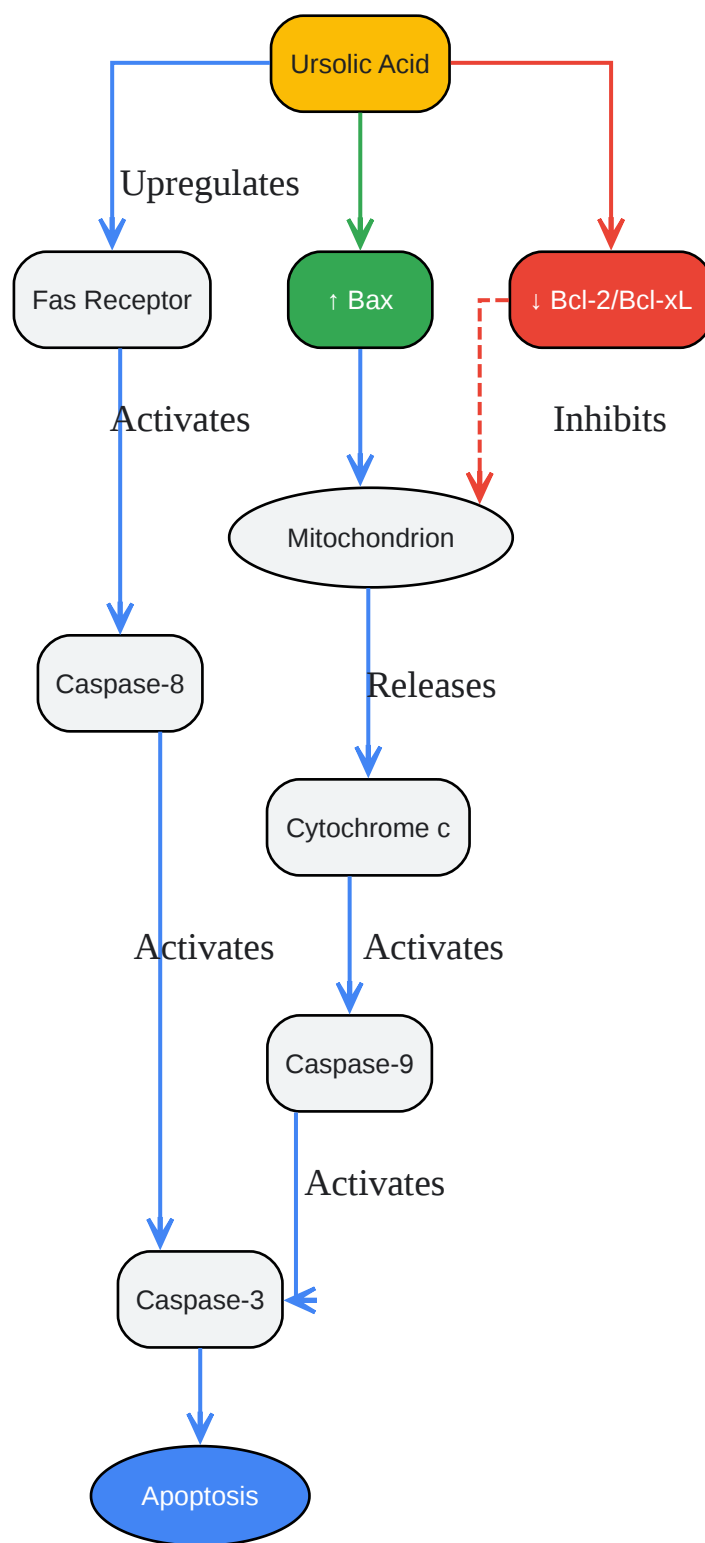 Ursolic Acid
Upregulates
Fas Receptor
↑ Bax
↓ Bcl-2/Bcl-xL
Activates
Inhibits
Mitochondrion
Caspase-8
Releases
Cytochrome c
Activates
Activates
Caspase-9
Activates
Caspase-3
Apoptosis